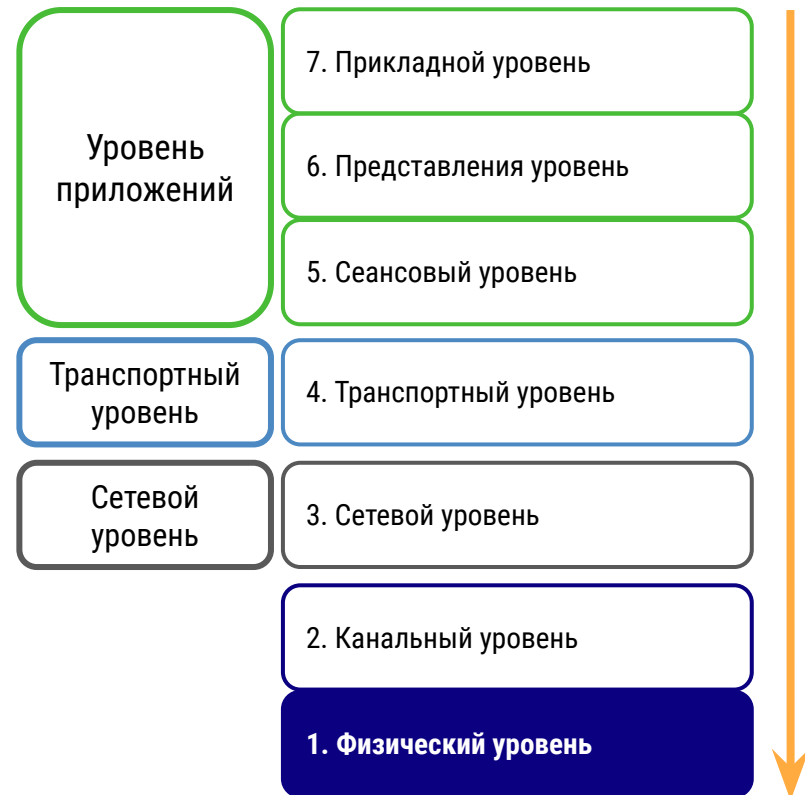 Уровень
приложений
7. Прикладной уровень
6. Представления уровень
5. Сеансовый уровень
Транспортный
уровень
4. Транспортный уровень
Сетевой
уровень
3. Сетевой уровень
2. Канальный уровень
1. Физический уровень